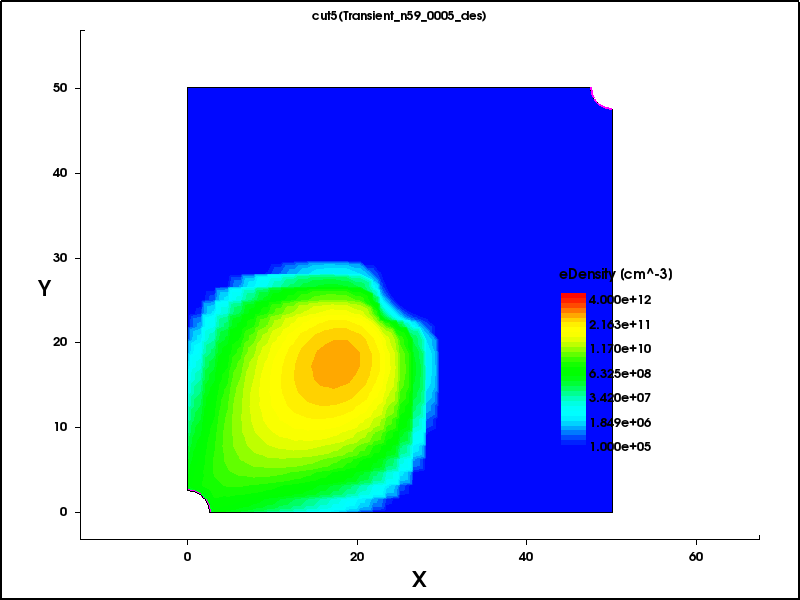 cut5(Transient_n59_0005_des)
50
40
30
20
10
0
Y
eDensity (cm^-3)
4.000e+12
2.163e+11
1.170e+10
6.325e+08
3.420e+07
1.849e+06
1.000e+05
0
20
40
60
X